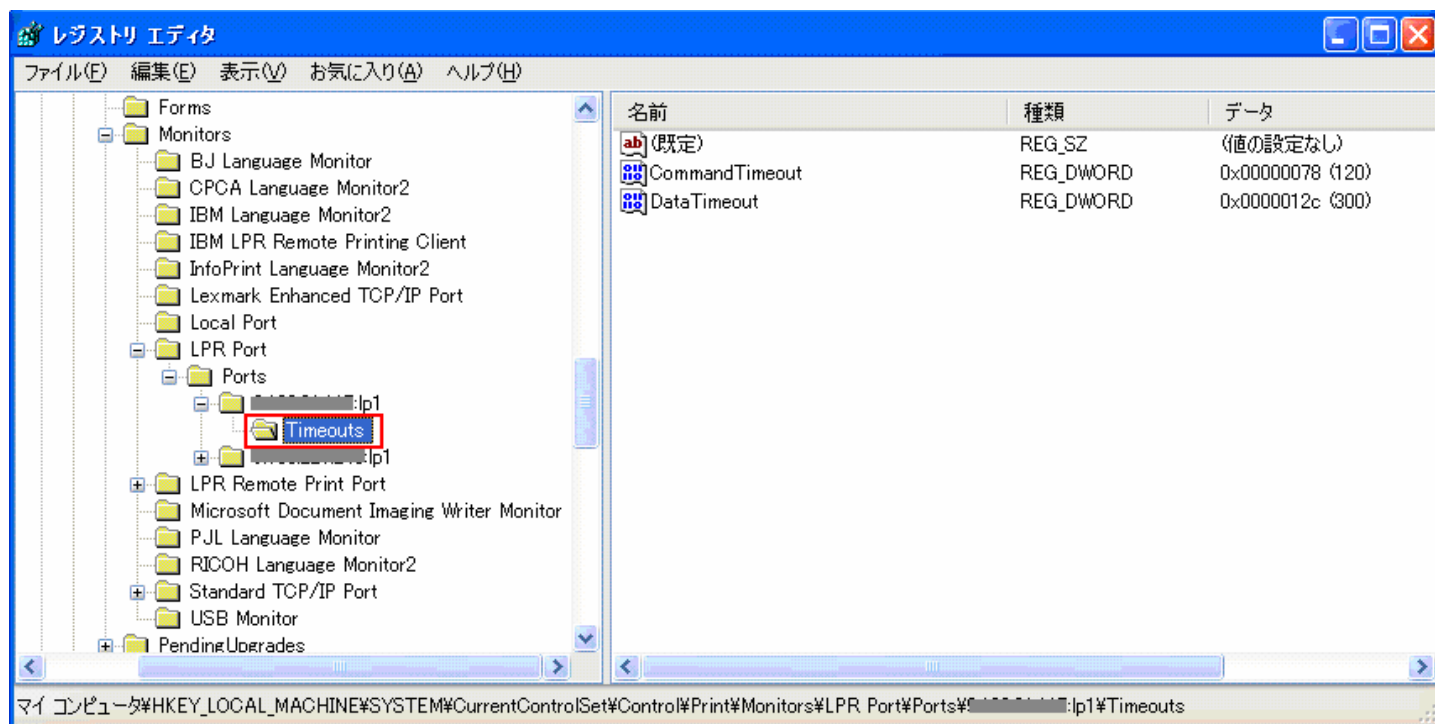 レジストリ エディタ
ファイル(F) 編集(E) 表示(V) お気に入り(A) ヘルプ(H)
Forms
Monitors
BJ Language Monitor
CPCA Language Monitor2
IBM Language Monitor2
IBM LPR Remote Printing Client
InfoPrint Language Monitor2
Lexmark Enhanced TCP/IP Port
Local Port
LPR Port
Ports
:lp1
Timeouts
:lp1
LPR Remote Print Port
Microsoft Document Imaging Writer Monitor
PJL Language Monitor
RICOH Language Monitor2
Standard TCP/IP Port
USB Monitor
PendingUpgrades
名前 種類 データ
(既定) REG_SZ (値の設定なし)
CommandTimeout REG_DWORD 0x00000078 (120)
DataTimeout REG_DWORD 0x0000012c (300)
マイ コンピュータ¥HKEY_LOCAL_MACHINE¥SYSTEM¥CurrentControlSet¥Control¥Print¥Monitors¥LPR Port¥Ports¥ :lp1¥Timeouts